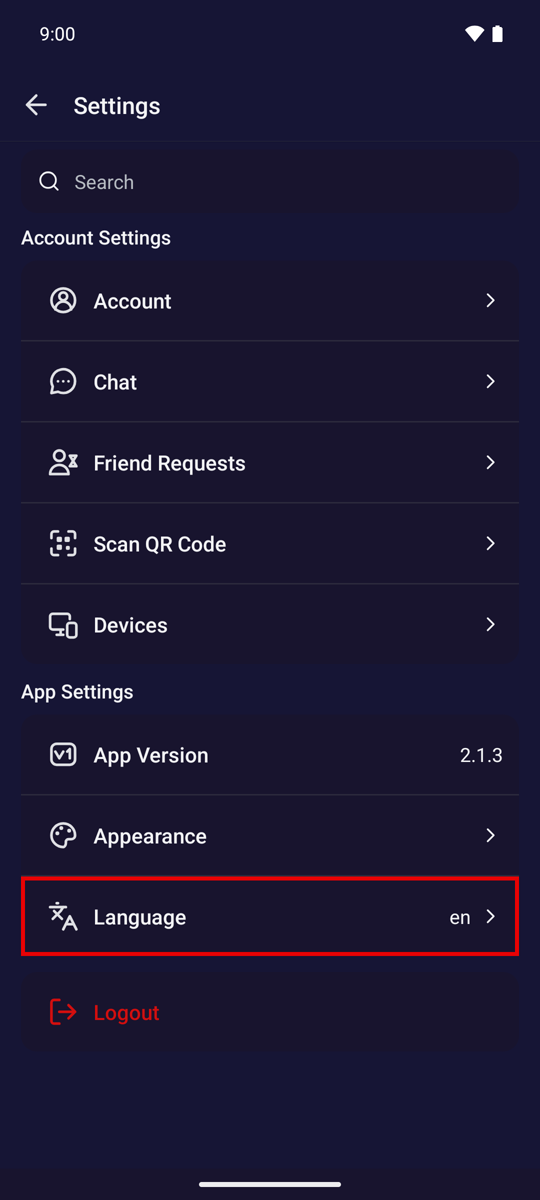 9:00
Settings
Search
Account Settings
Account
Chat
Friend Requests
Scan QR Code
Devices
App Settings
App Version 2.1.3
Appearance
Language en
Logout